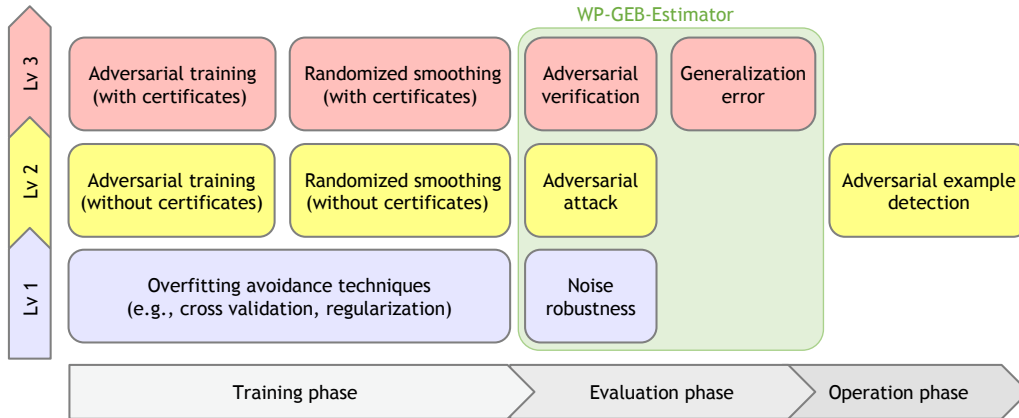 WP-GEB-Estimator
Lv 3
Adversarial training
(with certificates)
Randomized smoothing
(with certificates)
Adversarial
verification
Generalization
error
Lv 2
Adversarial training
(without certificates)
Randomized smoothing
(without certificates)
Adversarial
attack
Adversarial example
detection
Lv 1
Overfitting avoidance techniques
(e.g., cross validation, regularization)
Noise
robustness
Training phase
Evaluation phase
Operation phase